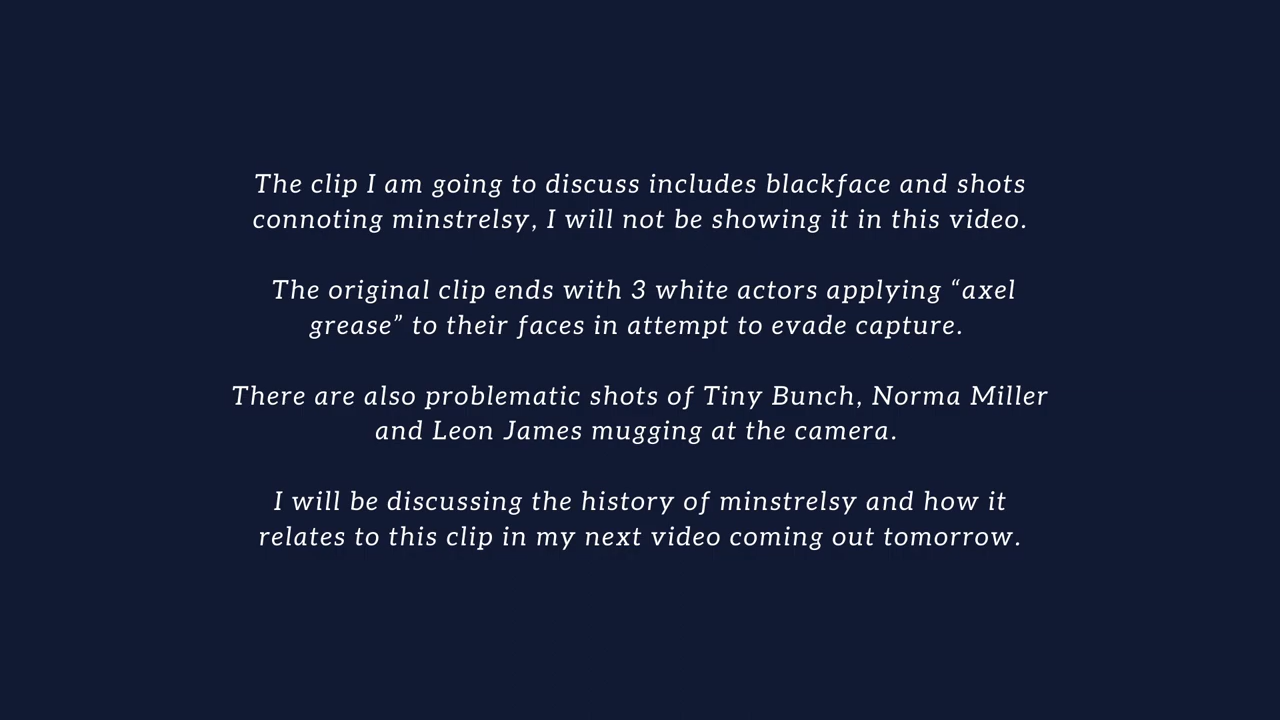 The clip I am going to discuss includes blackface and shots
connoting minstrelsy, I will not be showing it in this video.
The original clip ends with 3 white actors applying “axel
grease” to their faces in attempt to evade capture.
There are also problematic shots of Tiny Bunch, Norma Miller
and Leon James mugging at the camera.
I will be discussing the history of minstrelsy and how it
relates to this clip in my next video coming out tomorrow.